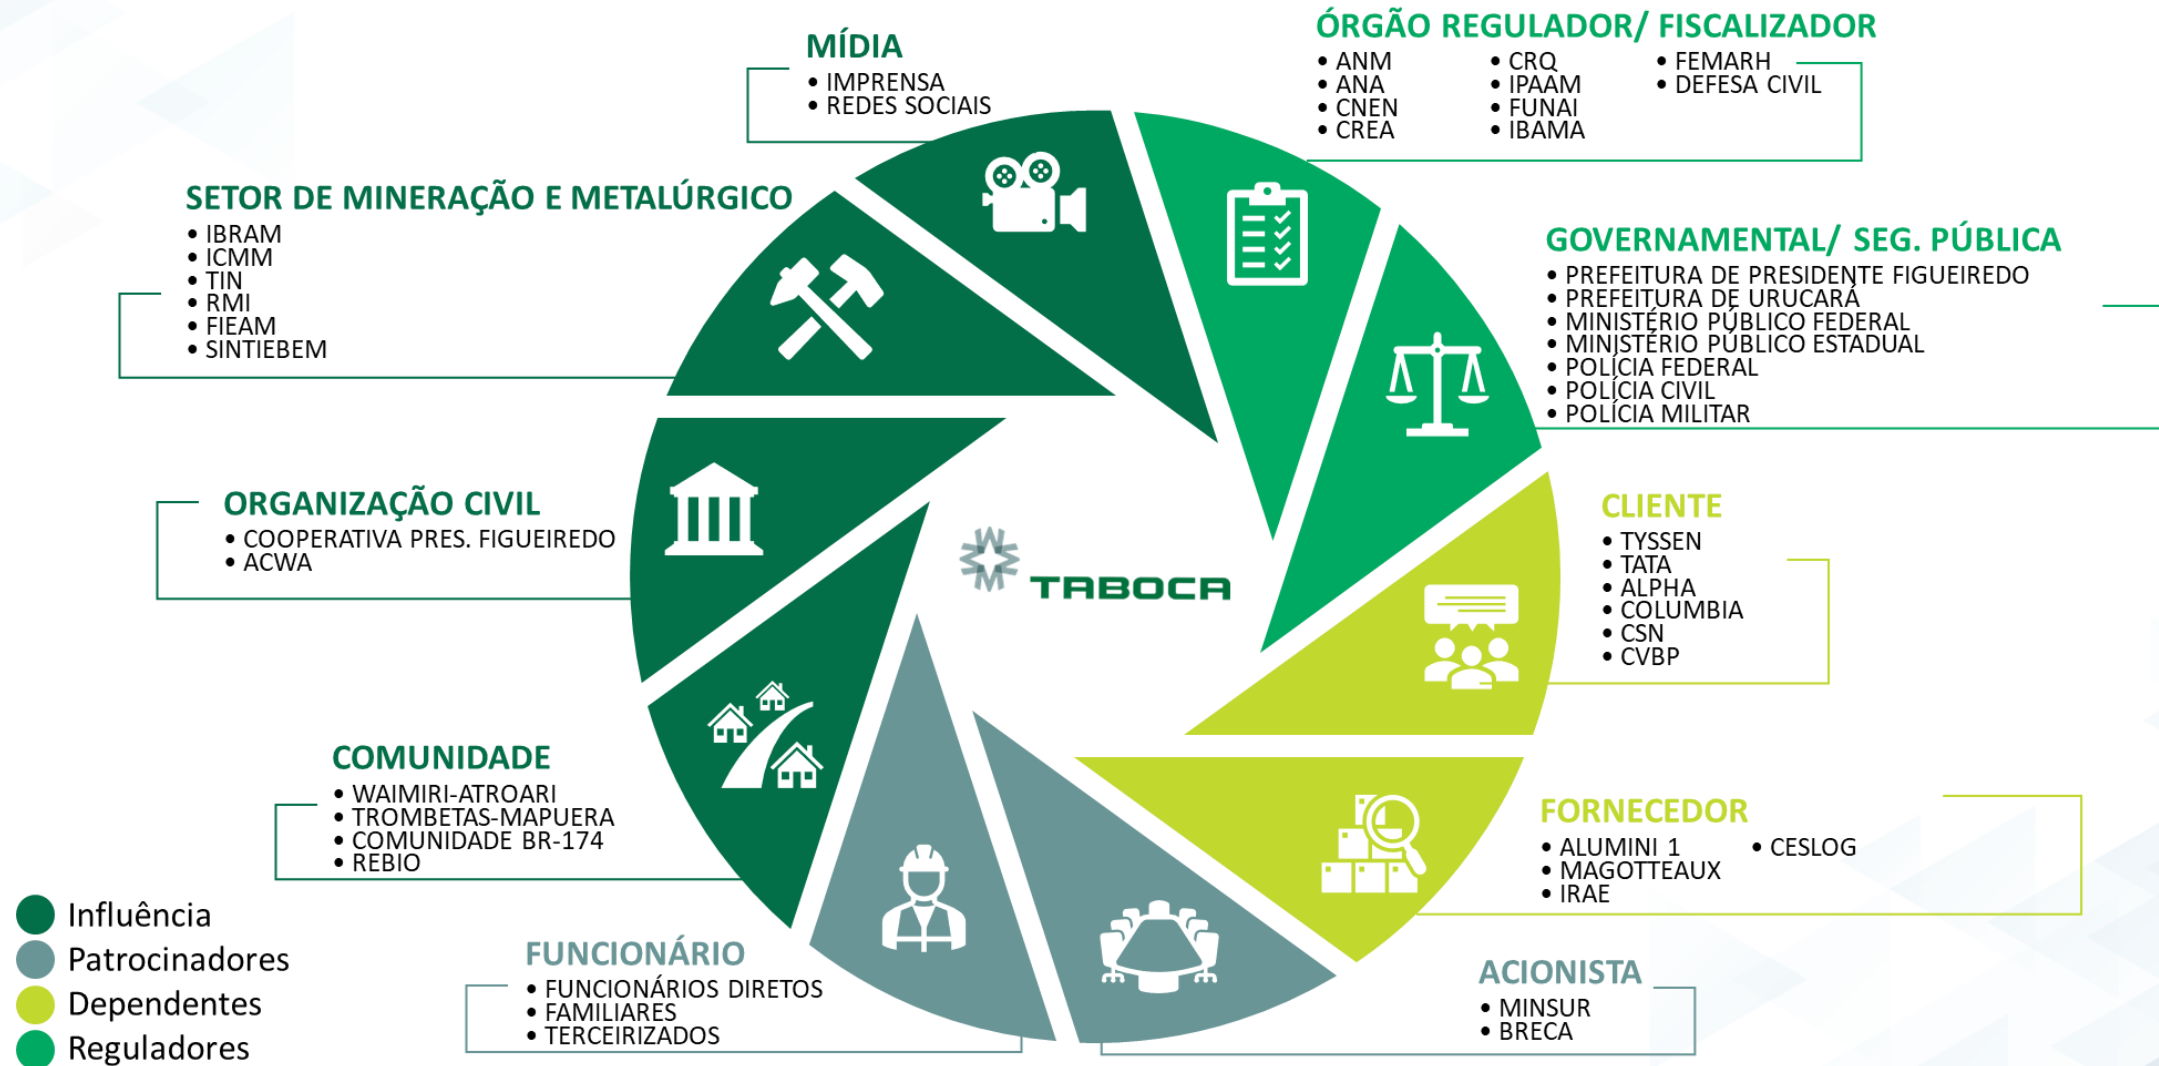 MÍDIA
• IMPRENSA
• REDES SOCIAIS
ÓRGÃO REGULADOR/ FISCALIZADOR
• ANM
• ANA
• CNEN
• CREA
• CRQ
• IPAAM
• FUNAI
• IBAMA
• FEMARH
• DEFESA CIVIL
SETOR DE MINERAÇÃO E METALÚRGICO
• IBRAM
• ICMM
• TIN
• RMI
• FIEAM
• SINTIEBEM
GOVERNAMENTAL/ SEG. PÚBLICA
• PREFEITURA DE PRESIDENTE FIGUEIREDO
• PREFEITURA DE URUCARÁ
• MINISTÉRIO PÚBLICO FEDERAL
• MINISTÉRIO PÚBLICO ESTADUAL
• POLÍCIA FEDERAL
• POLÍCIA CIVIL
• POLÍCIA MILITAR
ORGANIZAÇÃO CIVIL
• COOPERATIVA PRES. FIGUEIREDO
• ACWA
TABOCA
CLIENTE
• TYSSEN
• TATA
• ALPHA
• COLUMBIA
• CSN
• CVBP
COMUNIDADE
• WAIMIRI-ATROARI
• TROMBETAS-MAPUERA
• COMUNIDADE BR-174
• REBIO
FORNECEDOR
• ALUMINI 1
• MAGOTTEAUX
• IRAE
• CESLOG
FUNCIONÁRIO
• FUNCIONÁRIOS DIRETOS
• FAMILIARES
• TERCEIRIZADOS
ACIONISTA
• MINSUR
• BRECA
Influência
Patrocinadores
Dependentes
Reguladores